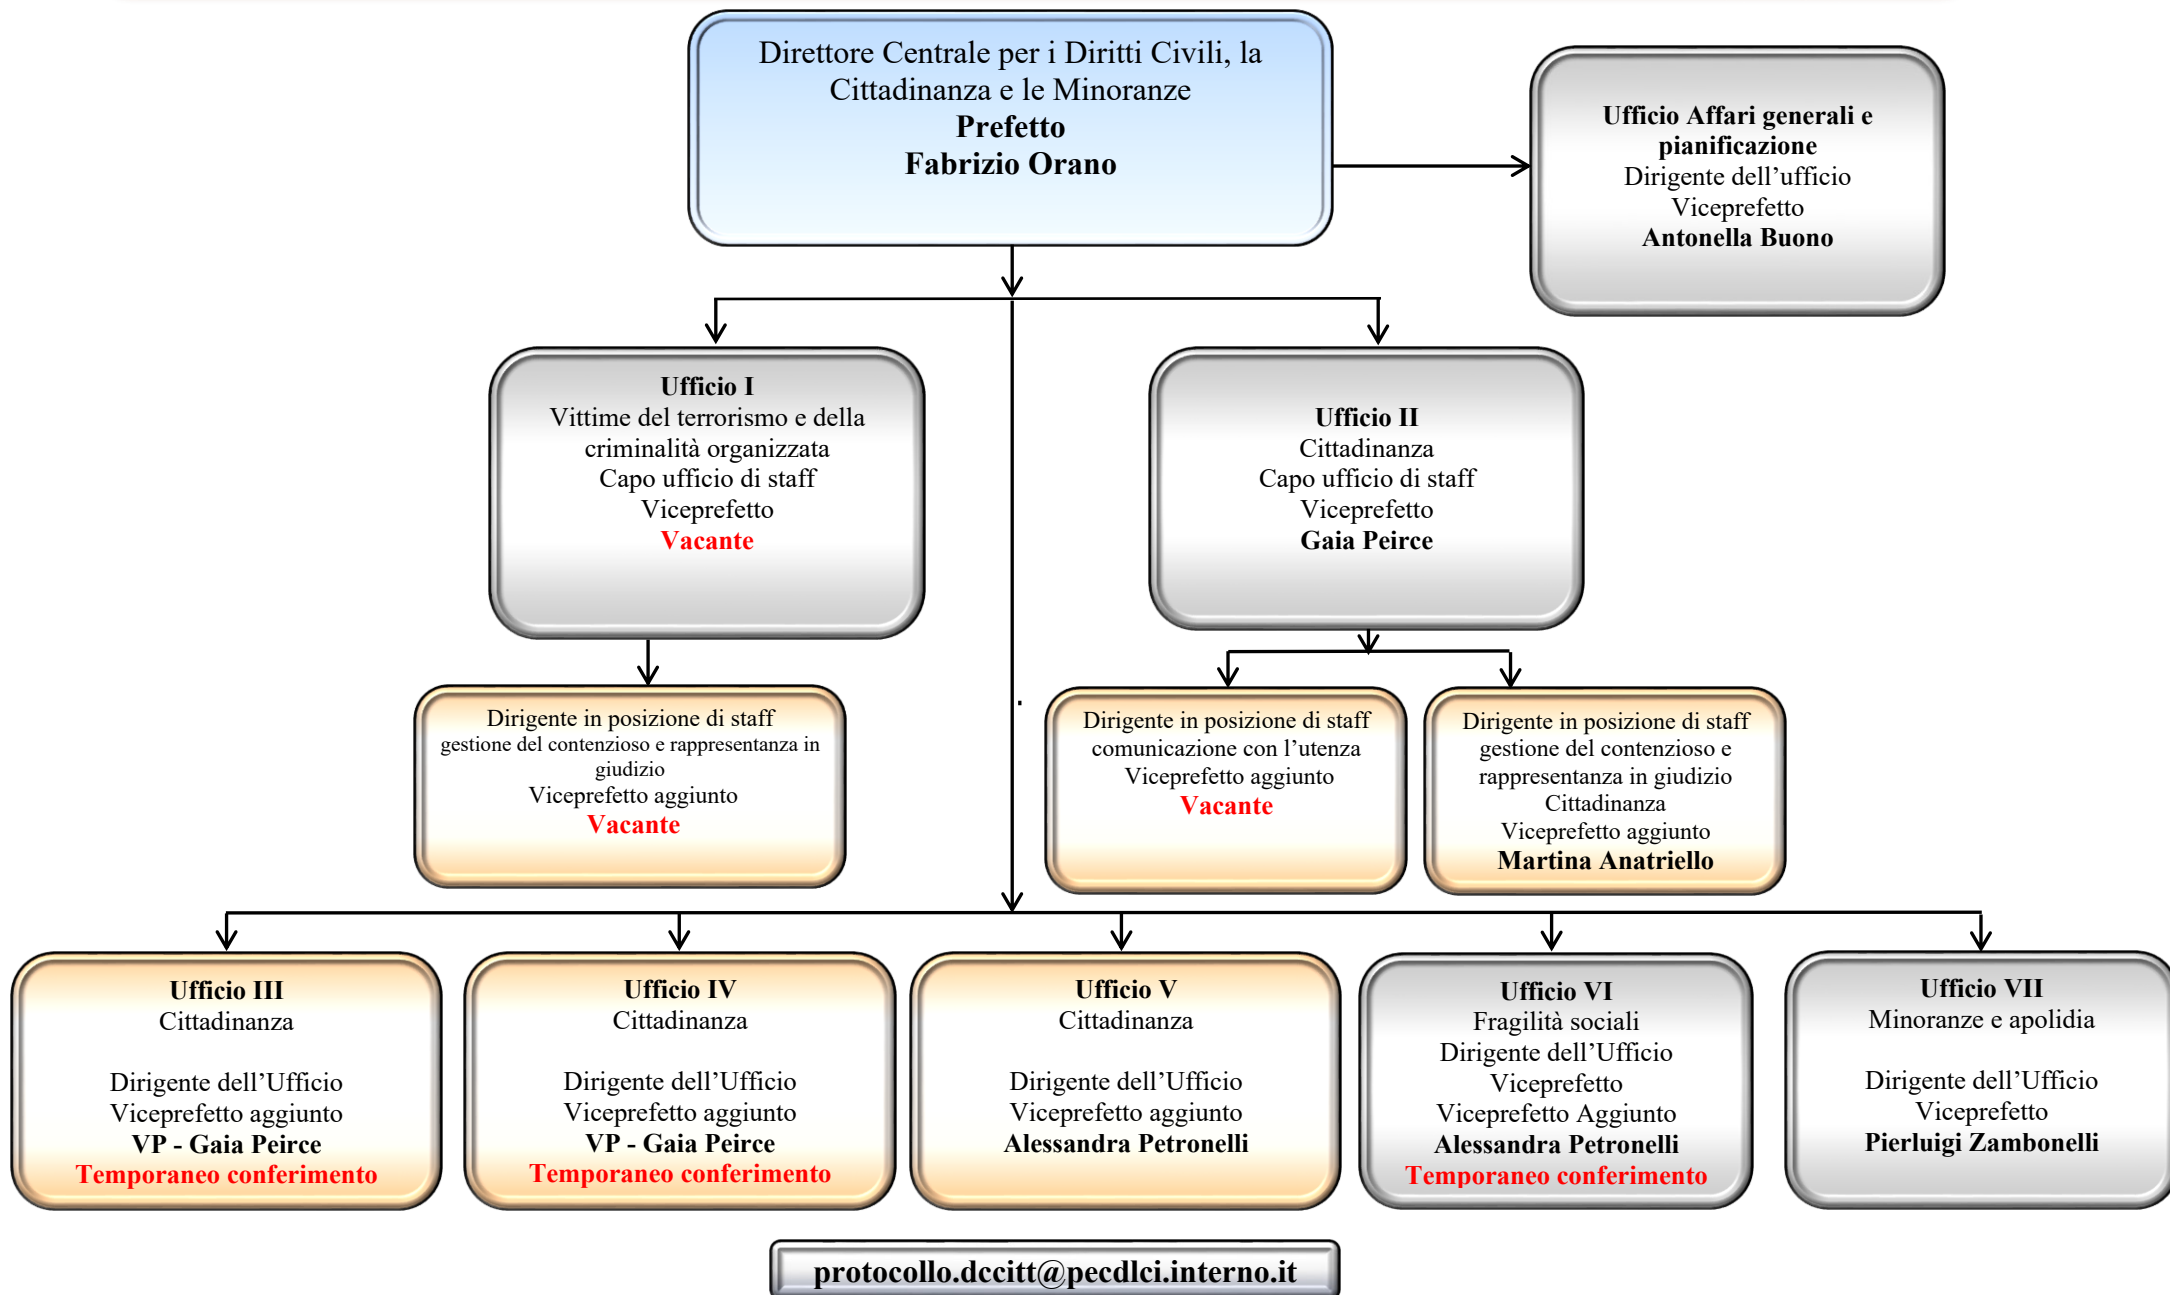 Direttore Centrale per i Diritti Civili, la
Cittadinanza e le Minoranze
Prefetto
Fabrizio Orano
Ufficio Affari generali e
pianificazione
Dirigente dell’ufficio
Viceprefetto
Antonella Buono
Ufficio I
Vittime del terrorismo e della
criminalità organizzata
Capo ufficio di staff
Viceprefetto
Vacante
Ufficio II
Cittadinanza
Capo ufficio di staff
Viceprefetto
Gaia Peirce
Dirigente in posizione di staff
gestione del contenzioso e rappresentanza in
giudizio
Viceprefetto aggiunto
Vacante
Dirigente in posizione di staff
comunicazione con l’utenza
Viceprefetto aggiunto
Vacante
Dirigente in posizione di staff
gestione del contenzioso e
rappresentanza in giudizio
Cittadinanza
Viceprefetto aggiunto
Martina Anatriello
Ufficio III
Cittadinanza
Dirigente dell’Ufficio
Viceprefetto aggiunto
VP - Gaia Peirce
Temporaneo conferimento
Ufficio IV
Cittadinanza
Dirigente dell’Ufficio
Viceprefetto aggiunto
VP - Gaia Peirce
Temporaneo conferimento
Ufficio V
Cittadinanza
Dirigente dell’Ufficio
Viceprefetto aggiunto
Alessandra Petronelli
Ufficio VI
Fragilità sociali
Dirigente dell’Ufficio
Viceprefetto
Viceprefetto Aggiunto
Alessandra Petronelli
Temporaneo conferimento
Ufficio VII
Minoranze e apolidia
Dirigente dell’Ufficio
Viceprefetto
Pierluigi Zambonelli
protocollo.dccitt@pecdlci.interno.it